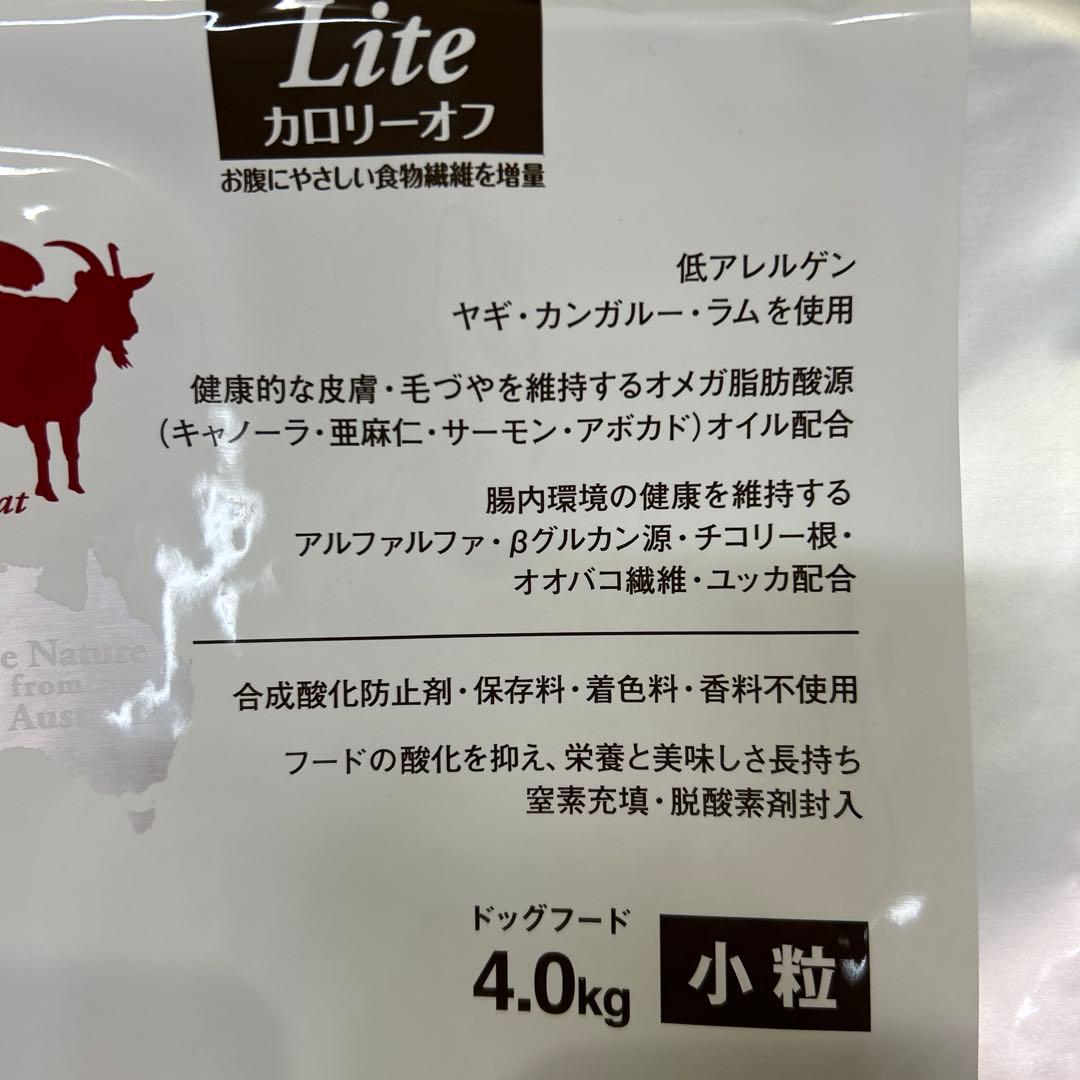 Lite
カロリーオフ
お腹にやさしい食物繊維を増量
低アレルゲン
ヤギ・カンガルー・ラムを使用
健康的な皮膚・毛づやを維持するオメガ脂肪酸源
(キャノーラ・亜麻仁・サーモン・アボカド)オイル配合
腸内環境の健康を維持する
アルファルファ・βグルカン源・チコリー根・
オオバコ繊維・ユッカ配合
at
e Nature
from
合成酸化防止剤・保存料・着色料・香料不使用
フードの酸化を抑え、栄養と美味しさ長持ち
窒素充填・脱酸素剤封入
ドッグフード
4.0kg
小粒